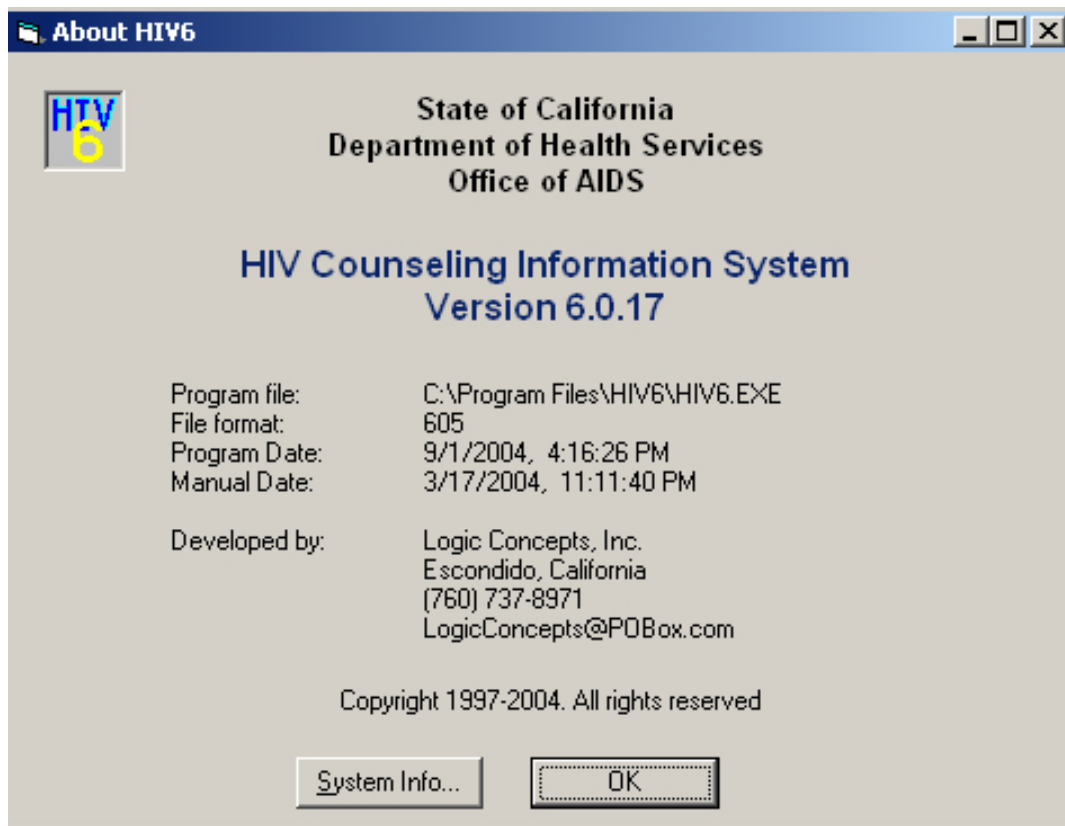 About HIV6
HIV
6
State of California
Department of Health Services
Office of AIDS
HIV Counseling Information System
Version 6.0.17
Program file: C:\Program Files\HIV6\HIV6.EXE
File format: 605
Program Date: 9/1/2004, 4:16:26 PM
Manual Date: 3/17/2004, 11:11:40 PM
Developed by: Logic Concepts, Inc.
Escondido, California
(760) 737-8971
LogicConcepts@POBox.com
Copyright 1997-2004. All rights reserved
System Info... OK